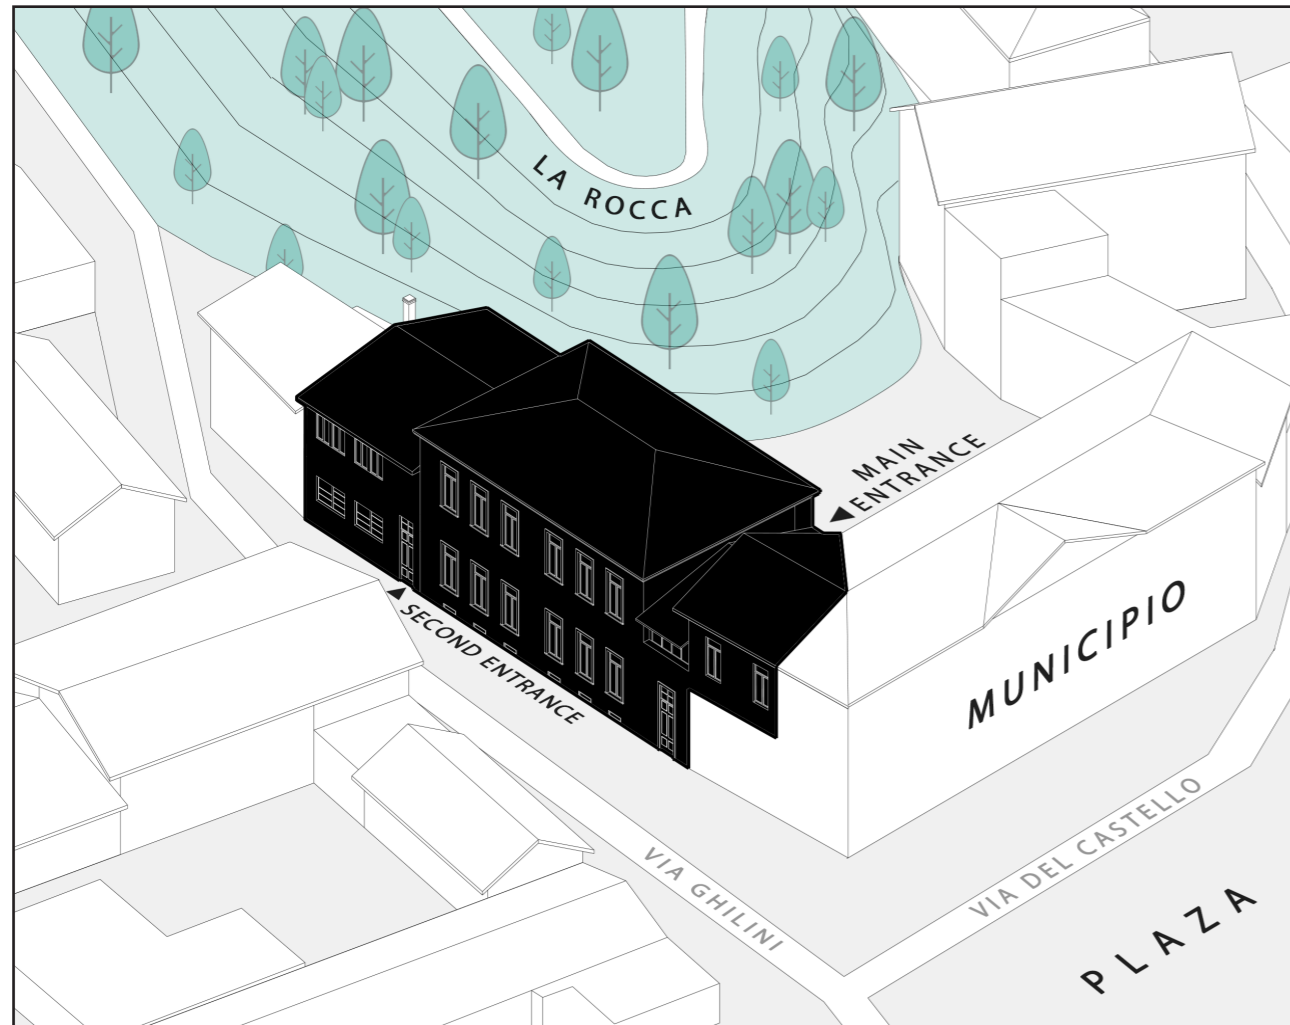 LA ROCCA
MAIN
ENTRANCE
SECOND ENTRANCE
MUNICIPIO
VIA GHILINI
VIA DEL CASTELLO
PLAZA